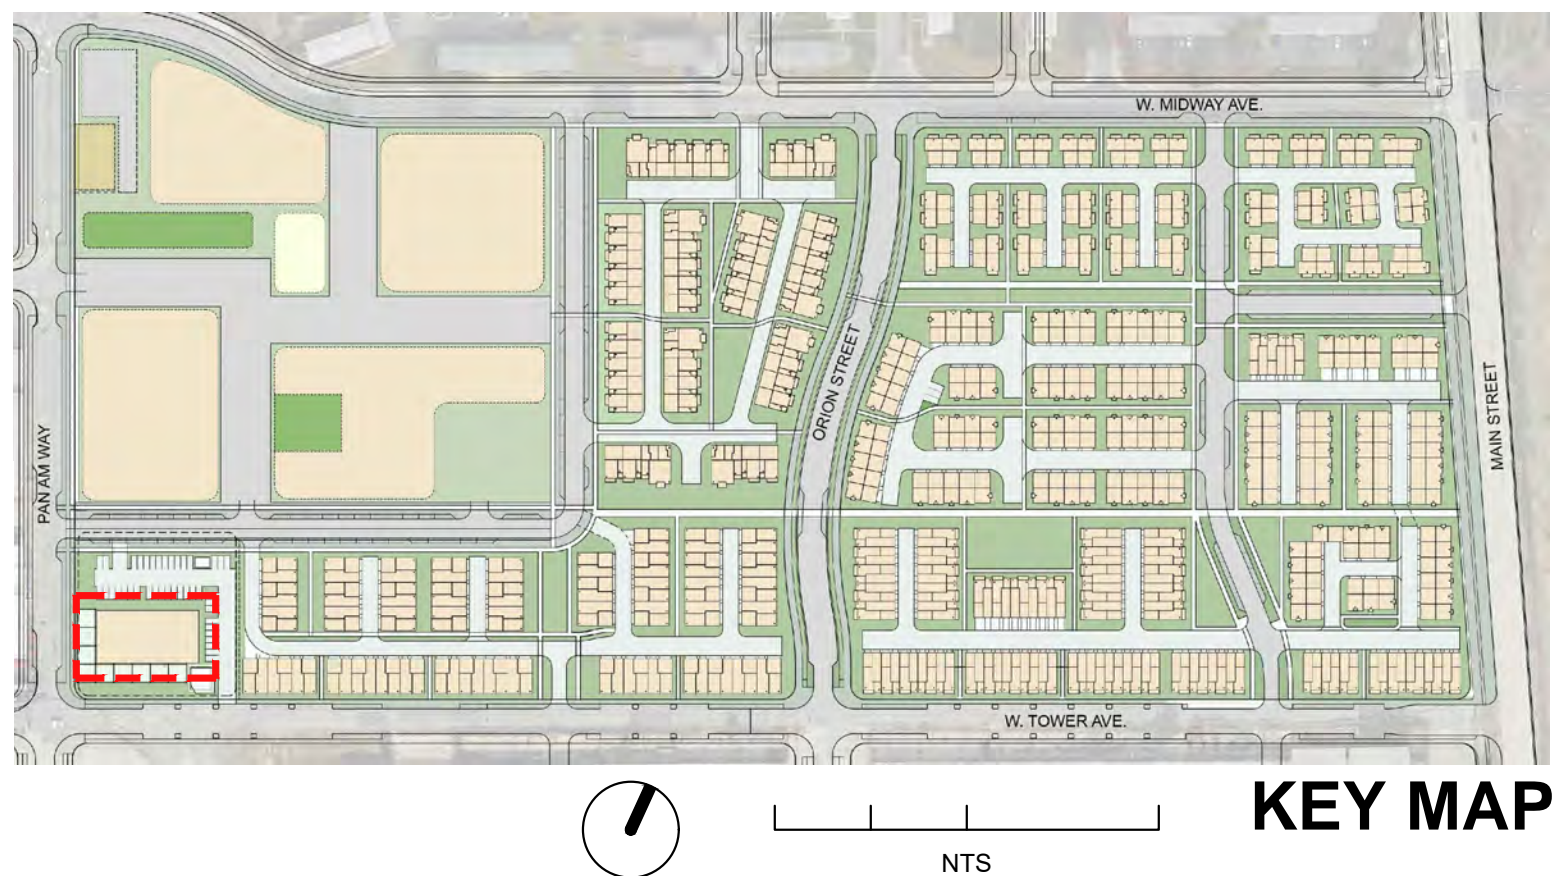 W. MIDWAY AVE.
ORION STREET
MAIN STREET
PAN AM WAY
W. TOWER AVE.
KEY MAP
NTS